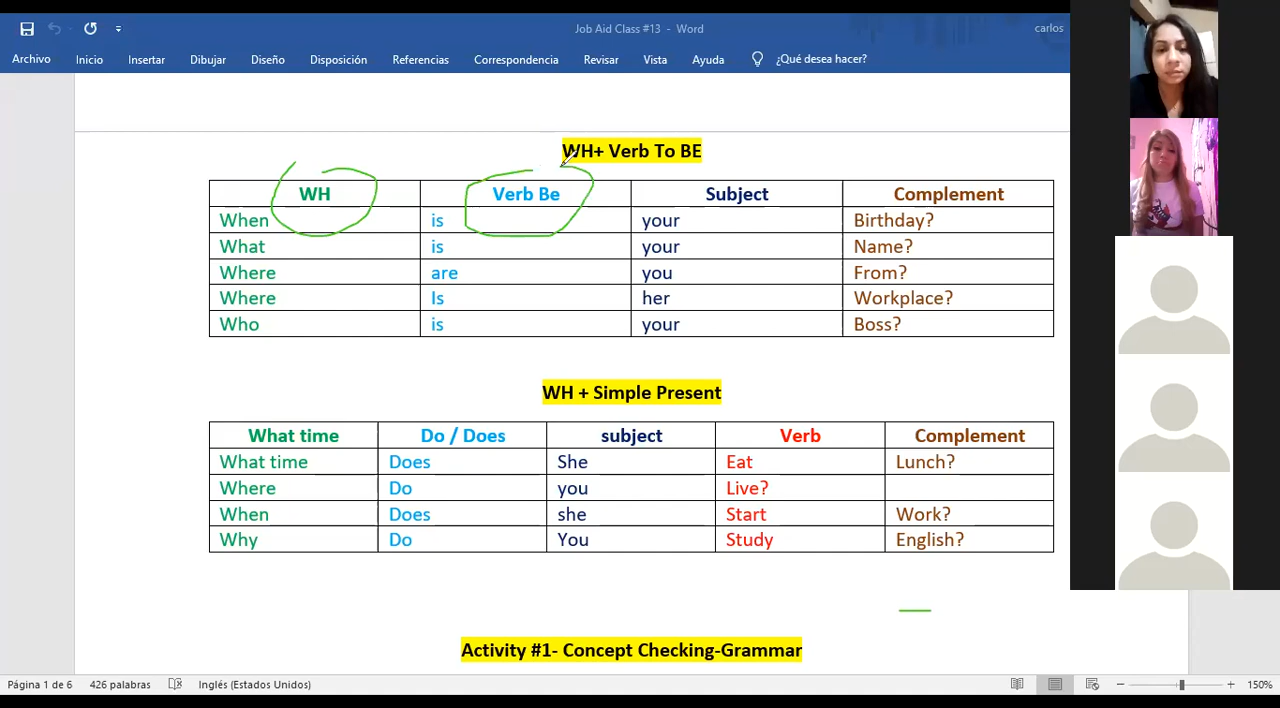 Job Aid Class #13 - Word
carlos
Archivo Inicio Insertar Dibujar Diseño Disposición Referencias Correspondencia Revisar Vista Ayuda ¿Qué desea hacer?
WH+ Verb To BE
WH Verb Be Subject Complement
When is your Birthday?
What is your Name?
Where are you From?
Where Is her Workplace?
Who is your Boss?
WH + Simple Present
What time Do / Does subject Verb Complement
What time Does She Eat Lunch?
Where Do you Live?
When Does she Start Work?
Why Do You Study English?
Activity #1- Concept Checking-Grammar
Página 1 de 6 426 palabras Inglés (Estados Unidos) 150%